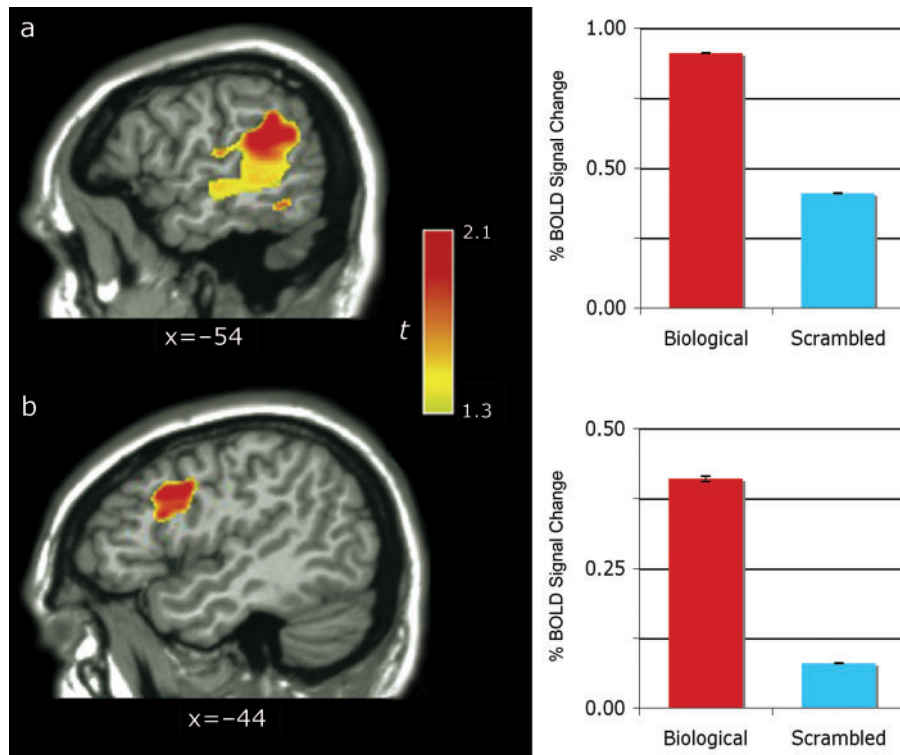 a
x=−54
t
2.1
1.3
% BOLD Signal Change
1.00
0.50
0.00
Biological Scrambled
b
x=−44
% BOLD Signal Change
0.50
0.25
0.00
Biological Scrambled